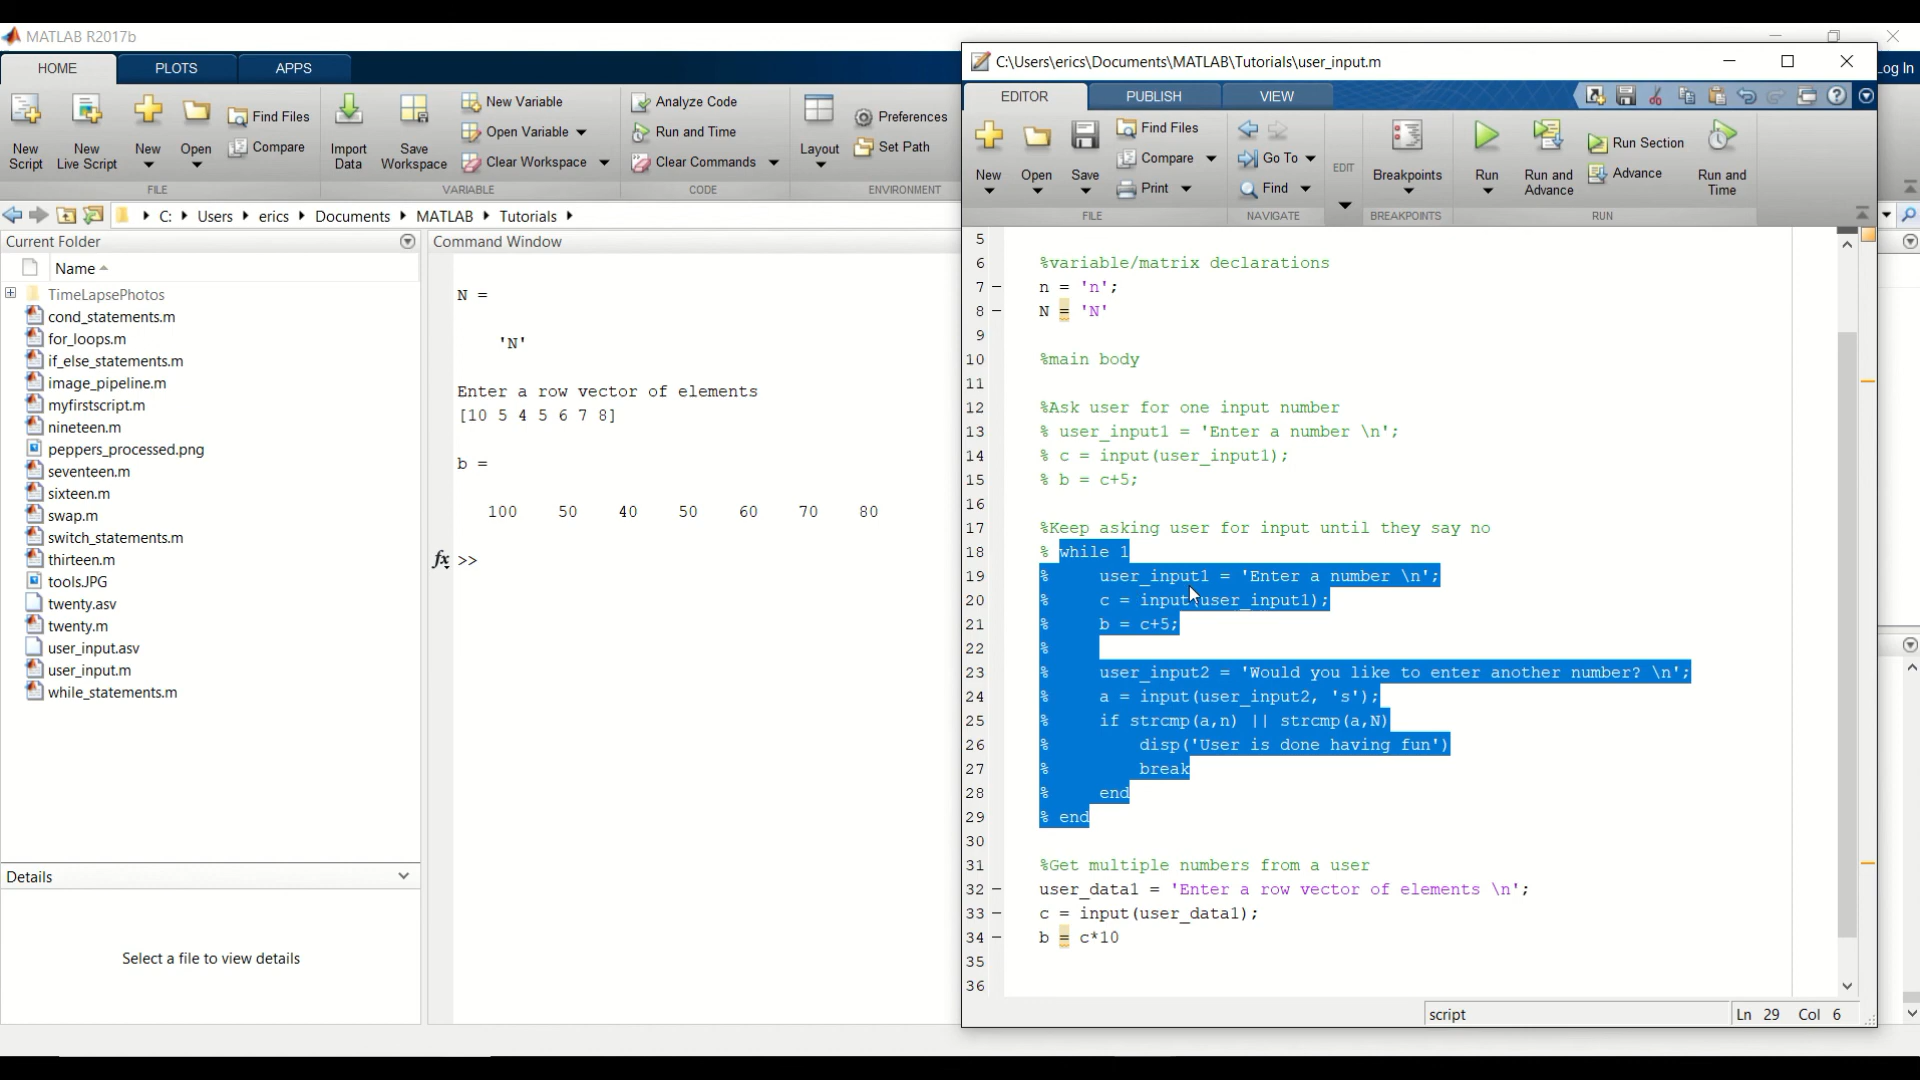 MATLAB R2017b
HOME PLOTS APPS
New Script
New Live Script
New
Open
Find Files
Compare
FILE
Import Data
Save Workspace
New Variable
Open Variable
Clear Workspace
VARIABLE
Analyze Code
Run and Time
Clear Commands
CODE
Layout
Preferences
Set Path
ENVIRONMENT
C: Users erics Documents MATLAB Tutorials
Current Folder
Name
TimeLapsePhotos
cond_statements.m
for_loops.m
if_else_statements.m
image_pipeline.m
myfirstscript.m
nineteen.m
peppers_processed.png
seventeen.m
sixteen.m
swap.m
switch_statements.m
thirteen.m
tools.JPG
twenty.asv
twenty.m
user_input.asv
user_input.m
while_statements.m
Details
Select a file to view details
Command Window
N =
'N'
Enter a row vector of elements
[10 5 4 5 6 7 8]
b =
100 50 40 50 60 70 80
fx >>
C:\Users\erics\Documents\MATLAB\Tutorials\user_input.m
Log In
EDITOR PUBLISH VIEW
New
Open
Save
Find Files
Compare
Print
FILE
Go To
Find
NAVIGATE
EDIT
Breakpoints
BREAKPOINTS
Run
Run and Advance
Run Section
Advance
Run and Time
RUN
5
6 %variable/matrix declarations
7 – n = 'n';
8 – N = 'N'
9
10 %main body
11
12 %Ask user for one input number
13 % user_input1 = 'Enter a number \n';
14 % c = input(user_input1);
15 % b = c+5;
16
17 %Keep asking user for input until they say no
18 % while 1
19 % user_input1 = 'Enter a number \n';
20 % c = input(user_input1);
21 % b = c+5;
22 %
23 % user_input2 = 'Would you like to enter another number? \n';
24 % a = input(user_input2, 's');
25 % if strcmp(a,n) || strcmp(a,N)
26 % disp('User is done having fun')
27 % break
28 % end
29 % end
30
31 %Get multiple numbers from a user
32 – user_data1 = 'Enter a row vector of elements \n';
33 – c = input(user_data1);
34 – b = c*10
35
36
script Ln 29 Col 6